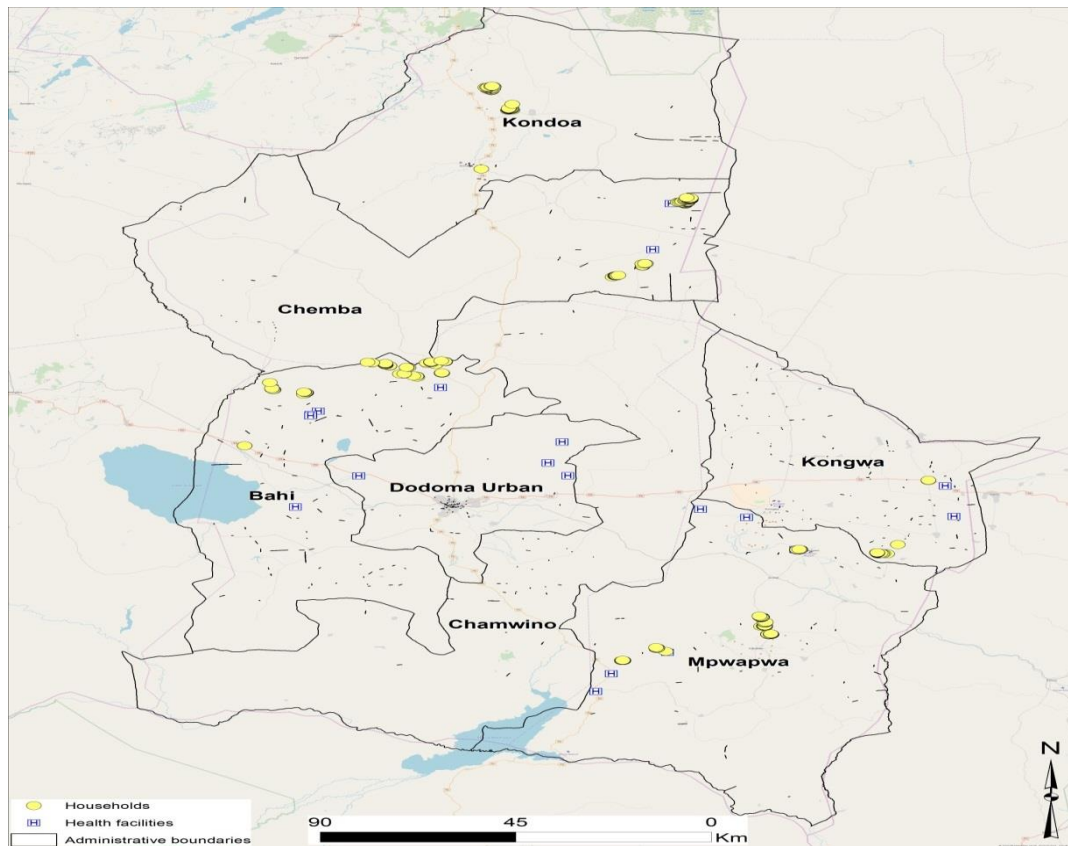 Kondoa
Chemba
Kongwa
Bahi
Dodoma Urban
Chamwino
Mpwapwa
N
Households
Health facilities
Administrative boundaries
90 45 0
Km